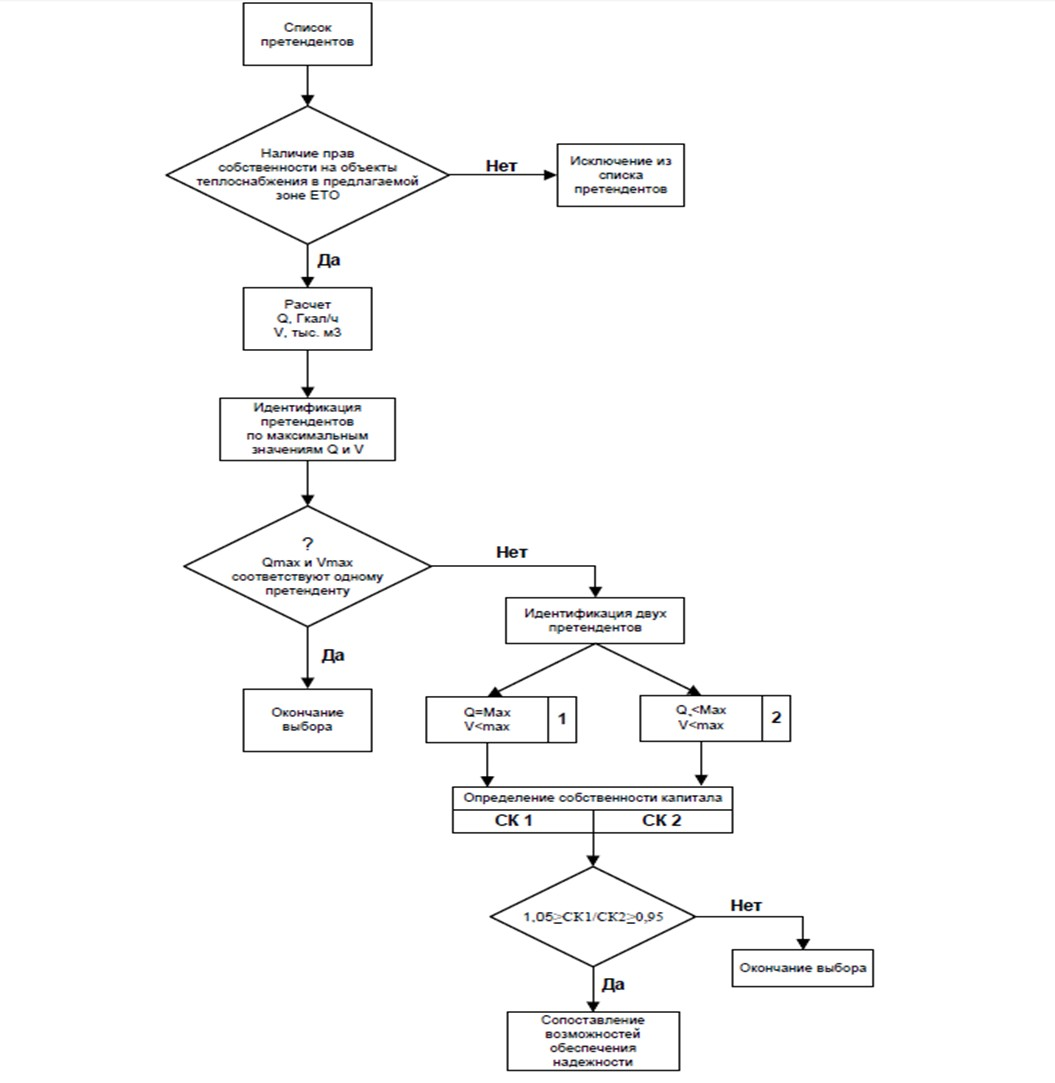 Список
претендентов
Наличие прав
собственности на объекты
теплоснабжения в предлагаемой
зоне ЕТО
Нет
Исключение из
списка
претендентов
Да
Расчет
Q, Гкал/ч
V, тыс. м3
Идентификация
претендентов
по максимальным
значениям Q и V
?
Qmax и Vmax
соответствуют одному
претенденту
Нет
Идентификация двух
претендентов
Да
Окончание
выбора
Q=Max
V<max
1
Q,<Max
V<max
2
Определение собственности капитала
СК 1
СК 2
1,05≥СК1/СК2≥0,95
Нет
Окончание выбора
Да
Сопоставление
возможностей
обеспечения
надежности